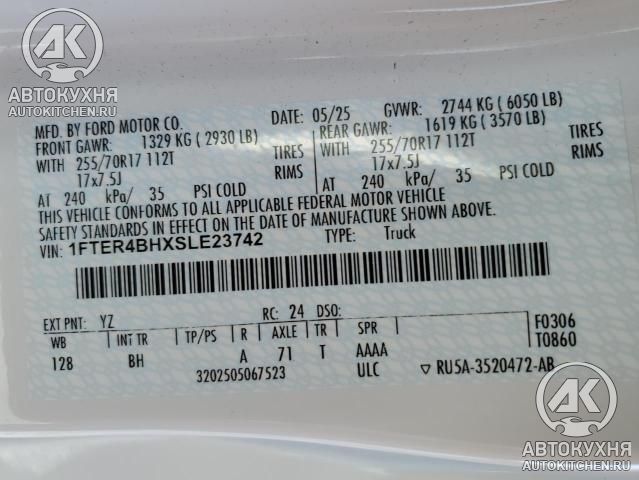 АК
АВТОКУХНЯ
AUTOKITCHEN.RU
АК
АВТОКУХНЯ
AUTOKITCHEN.RU
MFD. BY FORD MOTOR CO.
DATE: 05/25 GVWR: 2744 KG ( 6050 LB)
FRONT GAWR: 1329 KG ( 2930 LB) REAR GAWR: 1619 KG ( 3570 LB)
WITH 255/70R17 112T TIRES WITH 255/70R17 112T TIRES
17x7.5J RIMS 17x7.5J RIMS
AT 240 kPa/ 35 PSI COLD AT 240 kPa/ 35 PSI COLD
THIS VEHICLE CONFORMS TO ALL APPLICABLE FEDERAL MOTOR VEHICLE
SAFETY STANDARDS IN EFFECT ON THE DATE OF MANUFACTURE SHOWN ABOVE.
VIN: 1FTER4BHXSLE23742 TYPE: Truck
EXT PNT: YZ RC: 24 DSO:
WB INT TR TP/PS R AXLE TR SPR F0306
128 BH A 71 T AAAA T0860
3202505067523 ULC ▽ RU5A-3520472-AB
АК
АВТОКУХНЯ
AUTOKITCHEN.RU